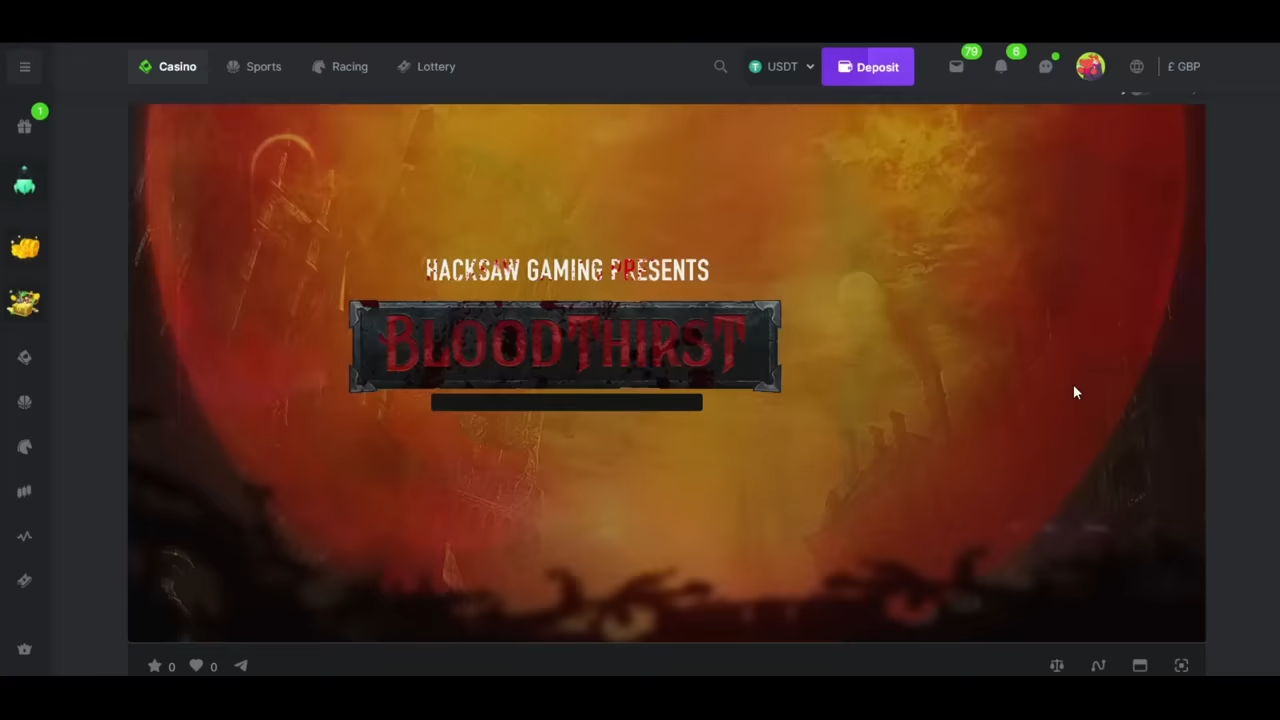 Casino
Sports
Racing
Lottery
USDT
Deposit
79
6
£ GBP
1
HACKSAW GAMING PRESENTS
BLOODTHIRST
0
0